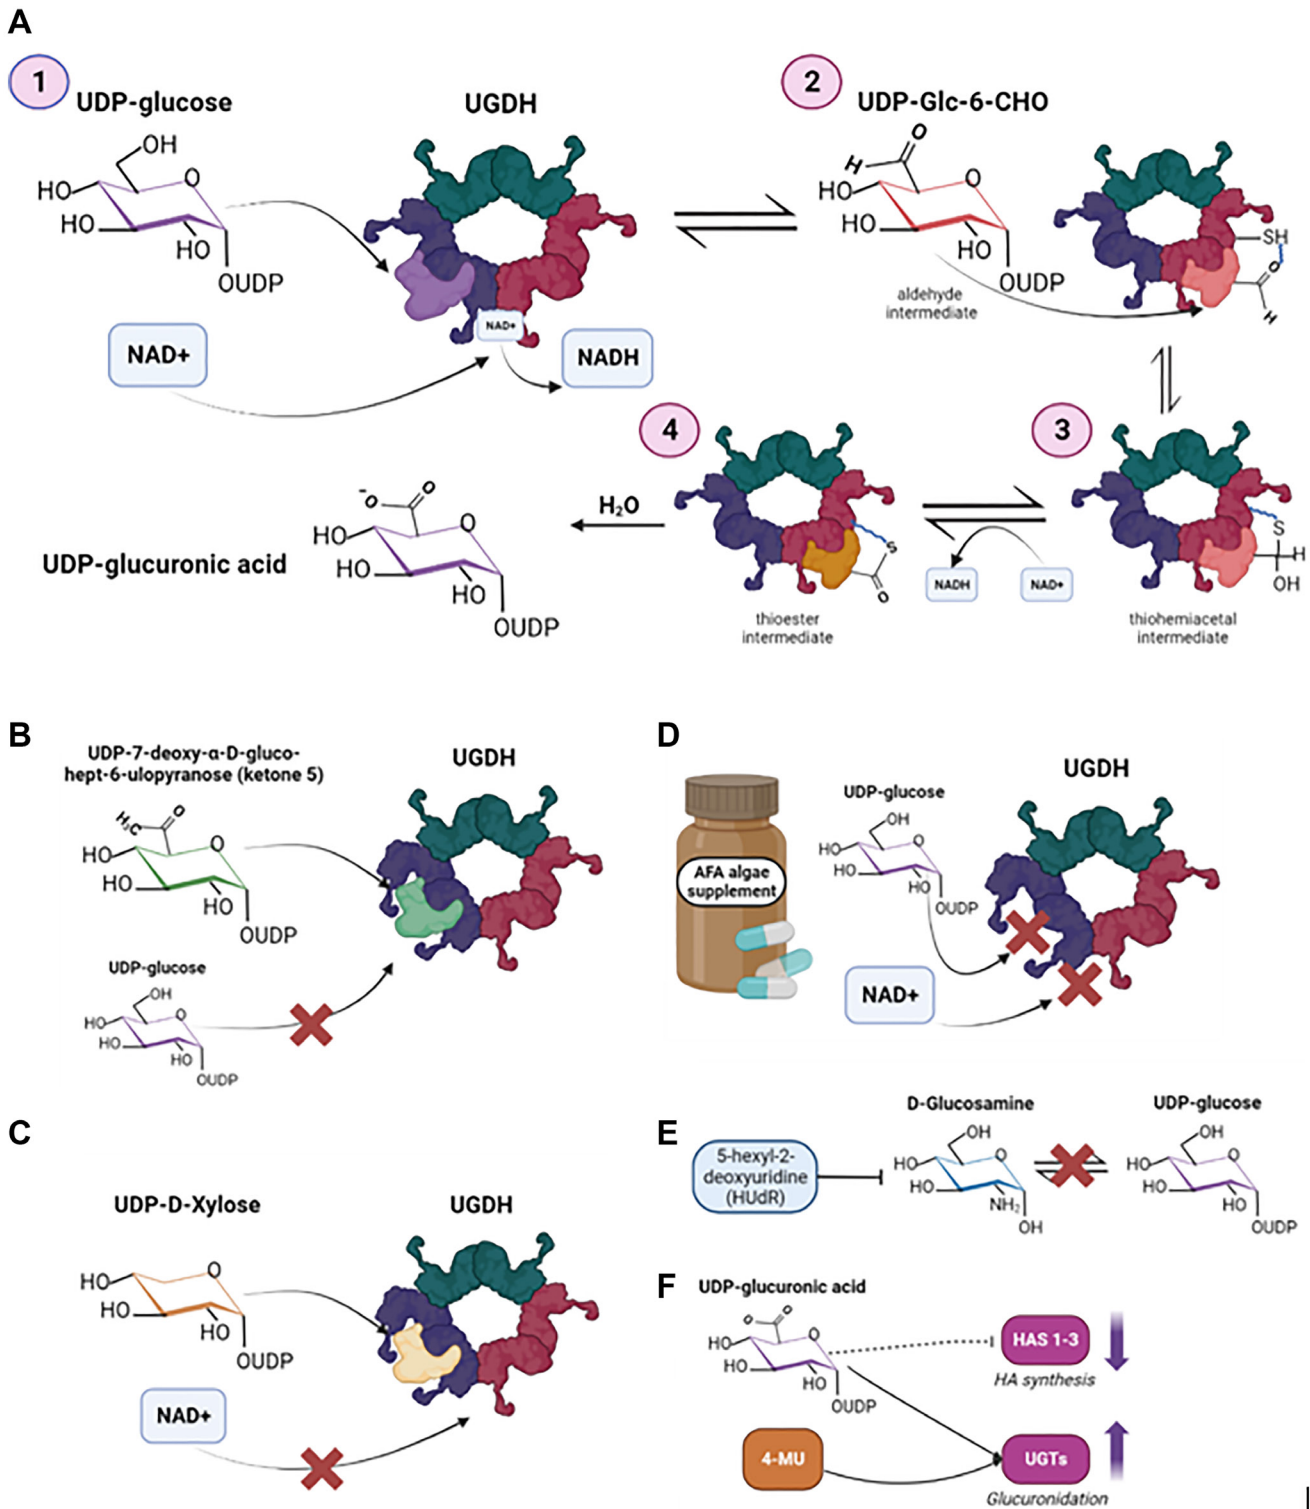 A
1
UDP-glucose
UGDH
2
UDP-Glc-6-CHO
OH
HO
O
HO
HO
OUDP
NAD+
NAD+
NADH
O
H
HO
O
HO
HO
OUDP
aldehyde
intermediate
SH
O
H
4
3
UDP-glucuronic acid
-O
O
HO
O
HO
HO
OUDP
H₂O
S
O
thioester
intermediate
NADH
NAD+
S
H
OH
thiohemiacetal
intermediate
B
UDP-7-deoxy-α-D-gluco-
hept-6-ulopyranose (ketone 5)
UGDH
H₃C
O
HO
O
HO
HO
OUDP
UDP-glucose
OH
HO
O
HO
HO
OUDP
D
UGDH
AFA algae
supplement
UDP-glucose
OH
HO
O
HO
HO
OUDP
NAD+
C
UDP-D-Xylose
UGDH
HO
O
HO
HO
OUDP
NAD+
E
5-hexyl-2-
deoxyuridine
(HUdR)
D-Glucosamine
OH
HO
O
HO
NH₂
OH
UDP-glucose
OH
HO
O
HO
HO
OUDP
F
UDP-glucuronic acid
O
O
HO
O
HO
HO
OUDP
HAS 1-3
HA synthesis
4-MU
UGTs
Glucuronidation